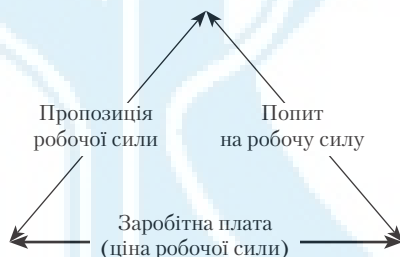 Пропозиція
робочої сили
Попит
на робочу силу
Заробітна плата
(ціна робочої сили)